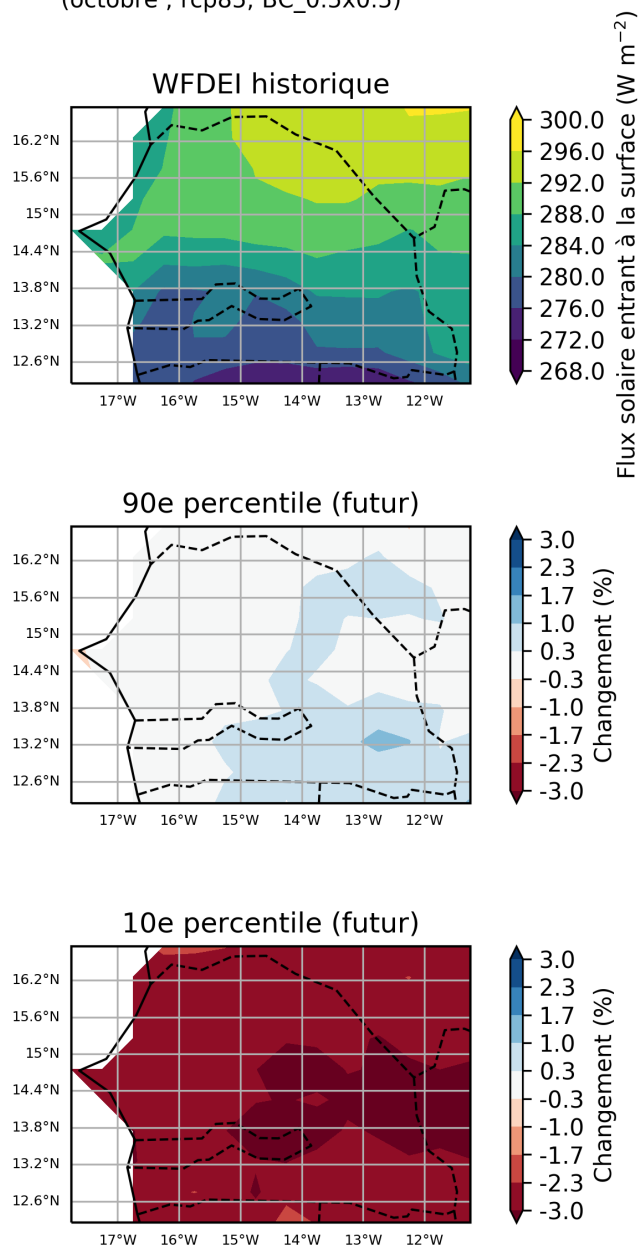 (octobre , rcp85, BC_0.5x0.5)
WFDEI historique
16.2°N
15.6°N
15°N
14.4°N
13.8°N
13.2°N
12.6°N
17°W 16°W 15°W 14°W 13°W 12°W
300.0
296.0
292.0
288.0
284.0
280.0
276.0
272.0
268.0
Flux solaire entrant à la surface (W m⁻²)
90e percentile (futur)
16.2°N
15.6°N
15°N
14.4°N
13.8°N
13.2°N
12.6°N
17°W 16°W 15°W 14°W 13°W 12°W
3.0
2.3
1.7
1.0
0.3
-0.3
-1.0
-1.7
-2.3
-3.0
Changement (%)
10e percentile (futur)
16.2°N
15.6°N
15°N
14.4°N
13.8°N
13.2°N
12.6°N
17°W 16°W 15°W 14°W 13°W 12°W
3.0
2.3
1.7
1.0
0.3
-0.3
-1.0
-1.7
-2.3
-3.0
Changement (%)